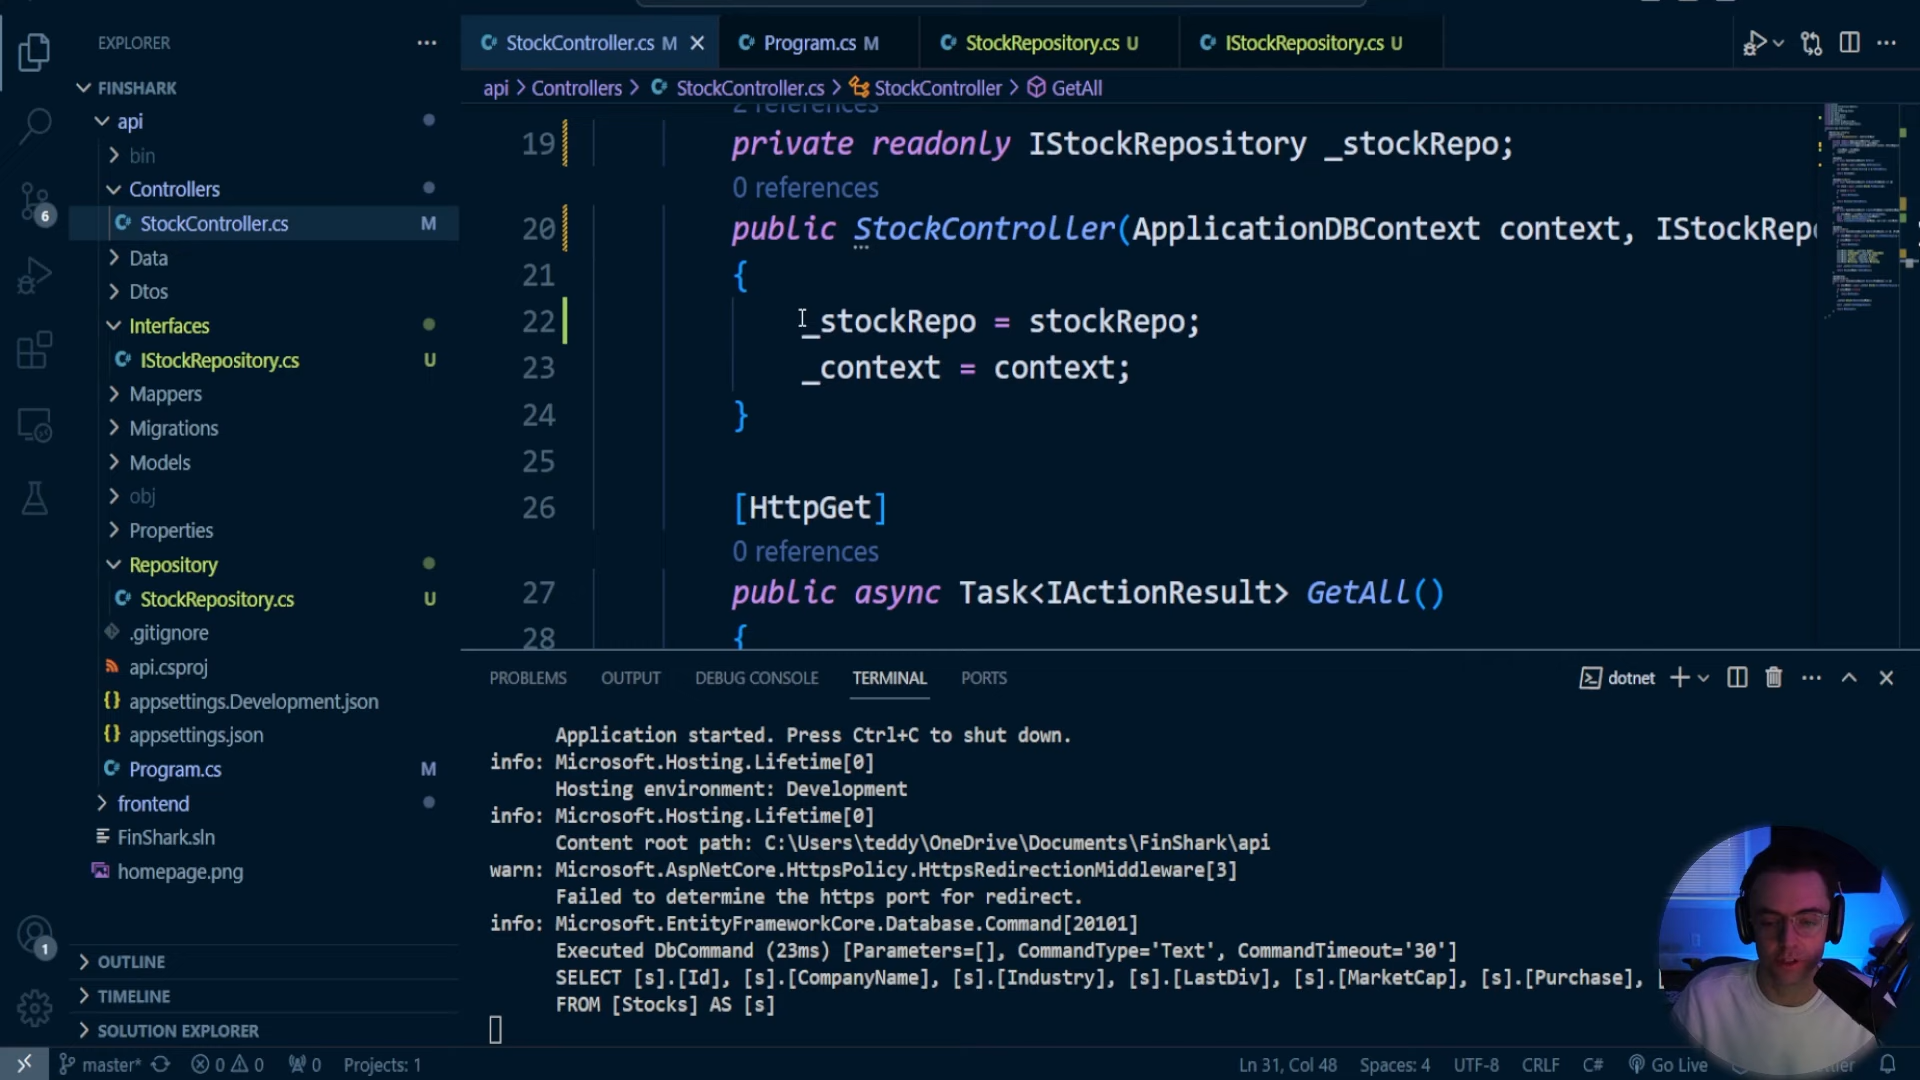 EXPLORER
FINSHARK
api
bin
Controllers
StockController.cs M
Data
Dtos
Interfaces
IStockRepository.cs U
Mappers
Migrations
Models
obj
Properties
Repository
StockRepository.cs U
.gitignore
api.csproj
appsettings.Development.json
appsettings.json
Program.cs M
frontend
FinShark.sln
homepage.png
OUTLINE
TIMELINE
SOLUTION EXPLORER
6
1
StockController.cs M Program.cs M StockRepository.cs U IStockRepository.cs U
api > Controllers > StockController.cs > StockController > GetAll
2 references
19 private readonly IStockRepository _stockRepo;
0 references
20 public StockController(ApplicationDBContext context, IStockRep
21 {
22 _stockRepo = stockRepo;
23 _context = context;
24 }
25
26 [HttpGet]
0 references
27 public async Task<IActionResult> GetAll()
28 {
PROBLEMS OUTPUT DEBUG CONSOLE TERMINAL PORTS dotnet
Application started. Press Ctrl+C to shut down.
info: Microsoft.Hosting.Lifetime[0]
Hosting environment: Development
info: Microsoft.Hosting.Lifetime[0]
Content root path: C:\Users\teddy\OneDrive\Documents\FinShark\api
warn: Microsoft.AspNetCore.HttpsPolicy.HttpsRedirectionMiddleware[3]
Failed to determine the https port for redirect.
info: Microsoft.EntityFrameworkCore.Database.Command[20101]
Executed DbCommand (23ms) [Parameters=[], CommandType='Text', CommandTimeout='30']
SELECT [s].[Id], [s].[CompanyName], [s].[Industry], [s].[LastDiv], [s].[MarketCap], [s].[Purchase], [
FROM [Stocks] AS [s]
master* 0 0 0 Projects: 1 Ln 31, Col 48 Spaces: 4 UTF-8 CRLF C# Go Live